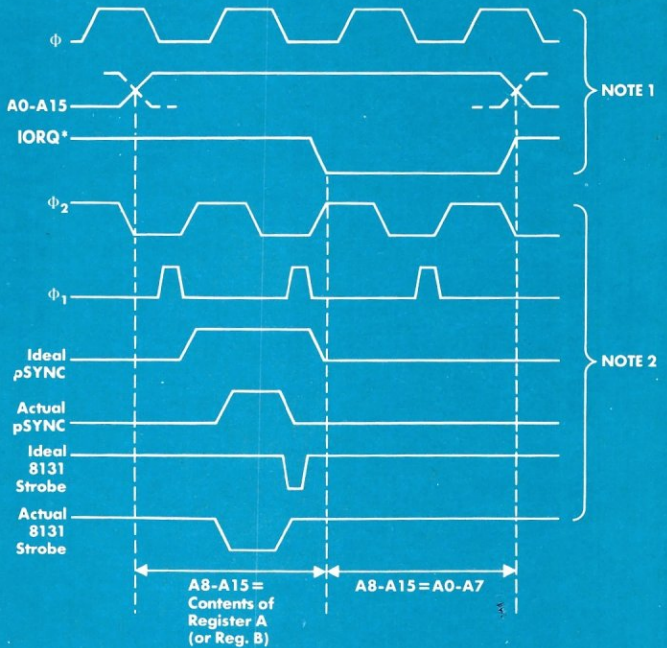 Φ
A0-A15
IORQ*
NOTE 1
Φ2
Φ1
Ideal
pSYNC
NOTE 2
Actual
pSYNC
Ideal
8131
Strobe
Actual
8131
Strobe
A8-A15=
Contents of
Register A
(or Reg. B)
A8-A15=A0-A7